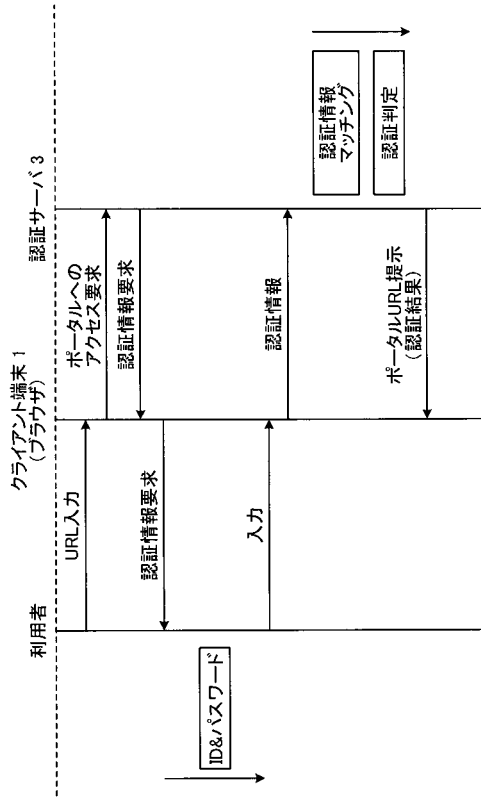 利用者
クライアント端末1
(ブラウザ)
認証サーバ3
URL入力
ポータルへの
アクセス要求
認証情報要求
認証情報要求
ID&パスワード
入力
認証情報
認証情報
マッチング
認証判定
ポータルURL提示
(認証結果)